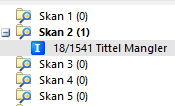 Skan 1 (0)
Skan 2 (1)
18/1541 Tittel Mangler
Skan 3 (0)
Skan 4 (0)
Skan 5 (0)